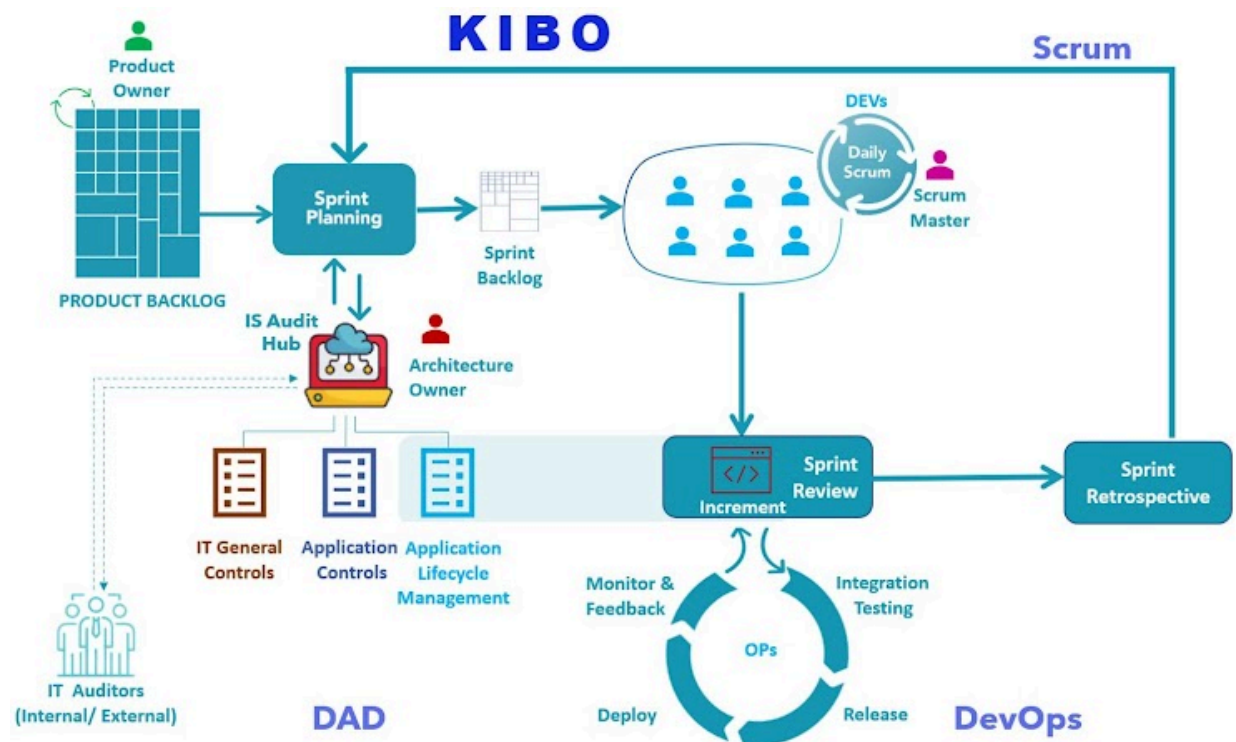 KIBO
Scrum
Product
Owner
DEVs
Daily
Scrum
Scrum
Master
Sprint
Planning
Sprint
Backlog
PRODUCT BACKLOG
IS Audit
Hub
Architecture
Owner
</>
Increment
Sprint
Review
Sprint
Retrospective
IT General
Controls
Application
Controls
Application
Lifecycle
Management
Monitor &
Feedback
Integration
Testing
OPs
Deploy
Release
IT Auditors
(Internal/ External)
DAD
DevOps